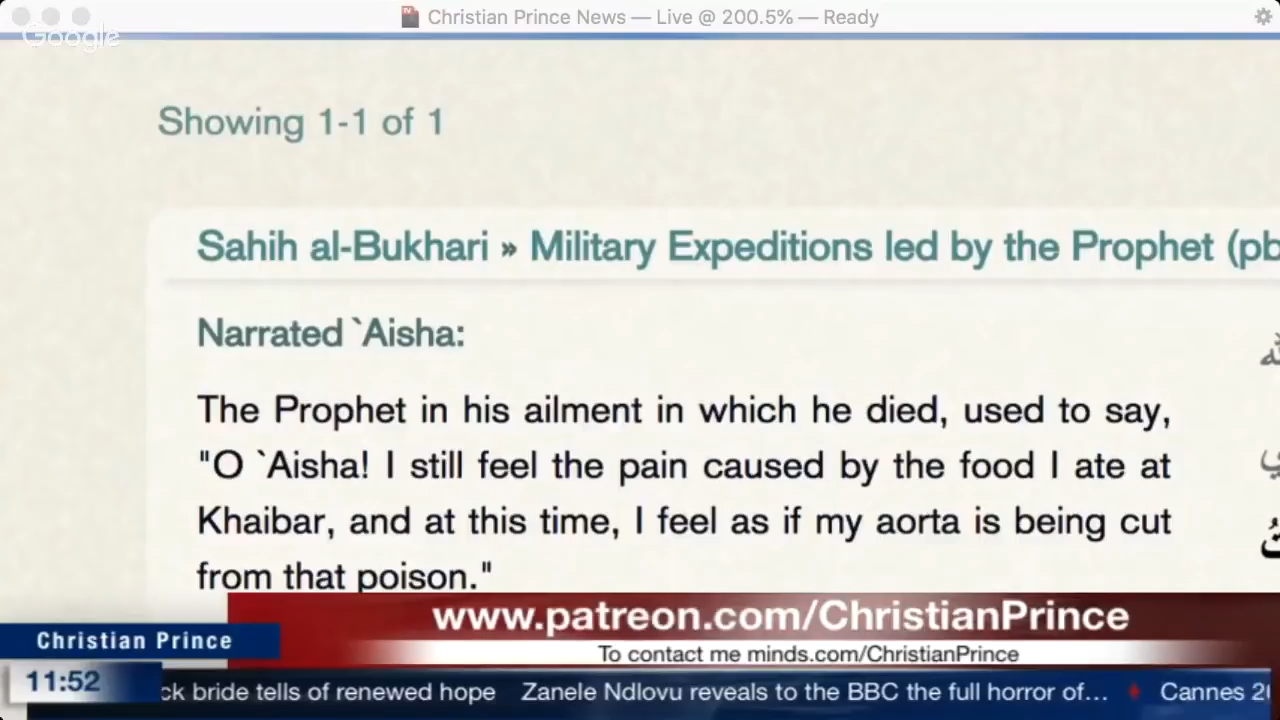 Christian Prince News — Live @ 200.5% — Ready
Google
Showing 1-1 of 1
Sahih al-Bukhari » Military Expeditions led by the Prophet (pb
Narrated `Aisha:
The Prophet in his ailment in which he died, used to say,
"O `Aisha! I still feel the pain caused by the food I ate at
Khaibar, and at this time, I feel as if my aorta is being cut
from that poison."
www.patreon.com/ChristianPrince
Christian Prince
To contact me minds.com/ChristianPrince
11:52
ck bride tells of renewed hope Zanele Ndlovu reveals to the BBC the full horror of... Cannes 20